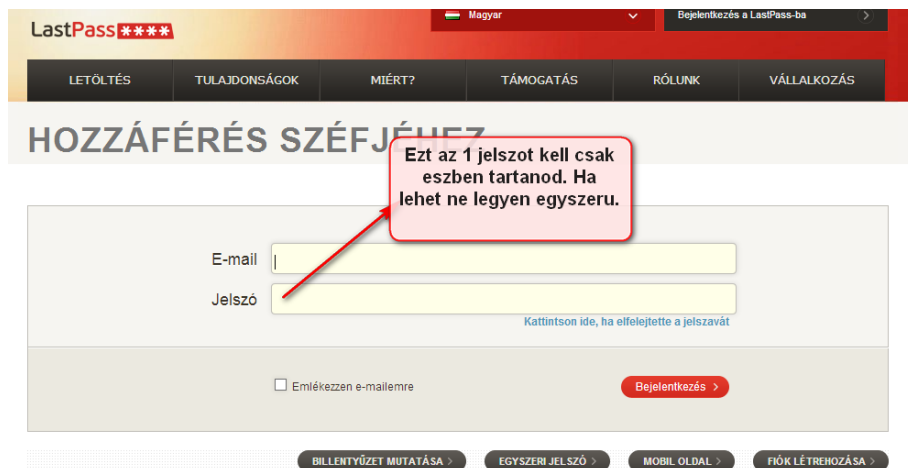 LastPass ****
Magyar
Bejelentkezés a LastPass-ba
LETÖLTÉS TULAJDONSÁGOK MIÉRT? TÁMOGATÁS RÓLUNK VÁLLALKOZÁS
HOZZÁFÉRÉS SZÉFJÉHEZ
Ezt az 1 jelszot kell csak
eszben tartanod. Ha
lehet ne legyen egyszeru.
E-mail
Jelszó
Kattintson ide, ha elfelejtette a jelszavát
Emlékezzen e-mailemre
Bejelentkezés >
BILLENTYŰZET MUTATÁSA > EGYSZERI JELSZÓ > MOBIL OLDAL > FIÓK LÉTREHOZÁSA >